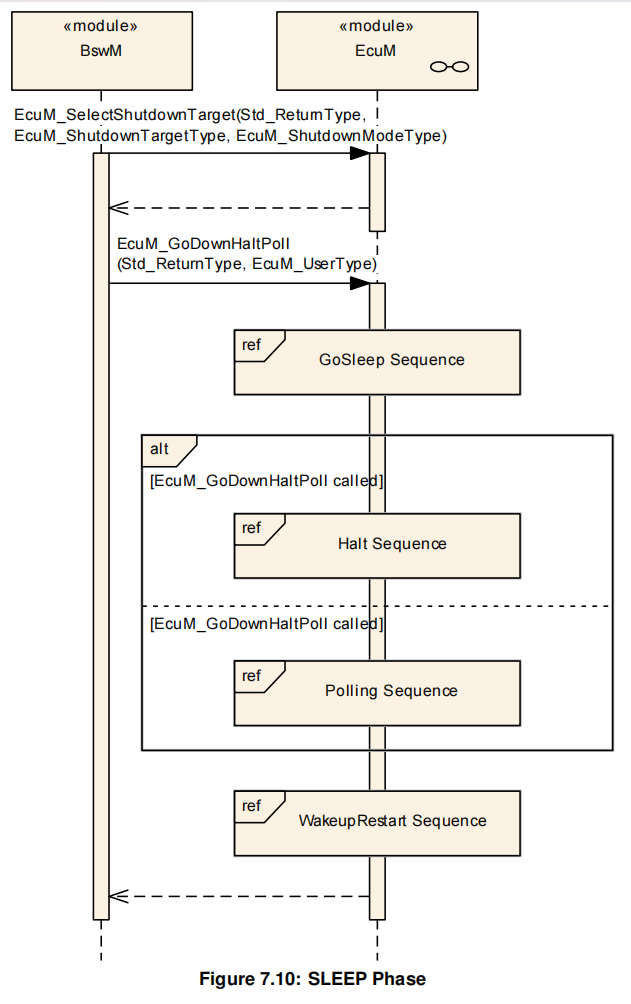 «module»
BswM
«module»
EcuM
EcuM_SelectShutdownTarget(Std_ReturnType,
EcuM_ShutdownTargetType, EcuM_ShutdownModeType)
EcuM_GoDownHaltPoll
(Std_ReturnType, EcuM_UserType)
ref
GoSleep Sequence
alt
[EcuM_GoDownHaltPoll called]
ref
Halt Sequence
[EcuM_GoDownHaltPoll called]
ref
Polling Sequence
ref
WakeupRestart Sequence
Figure 7.10: SLEEP Phase